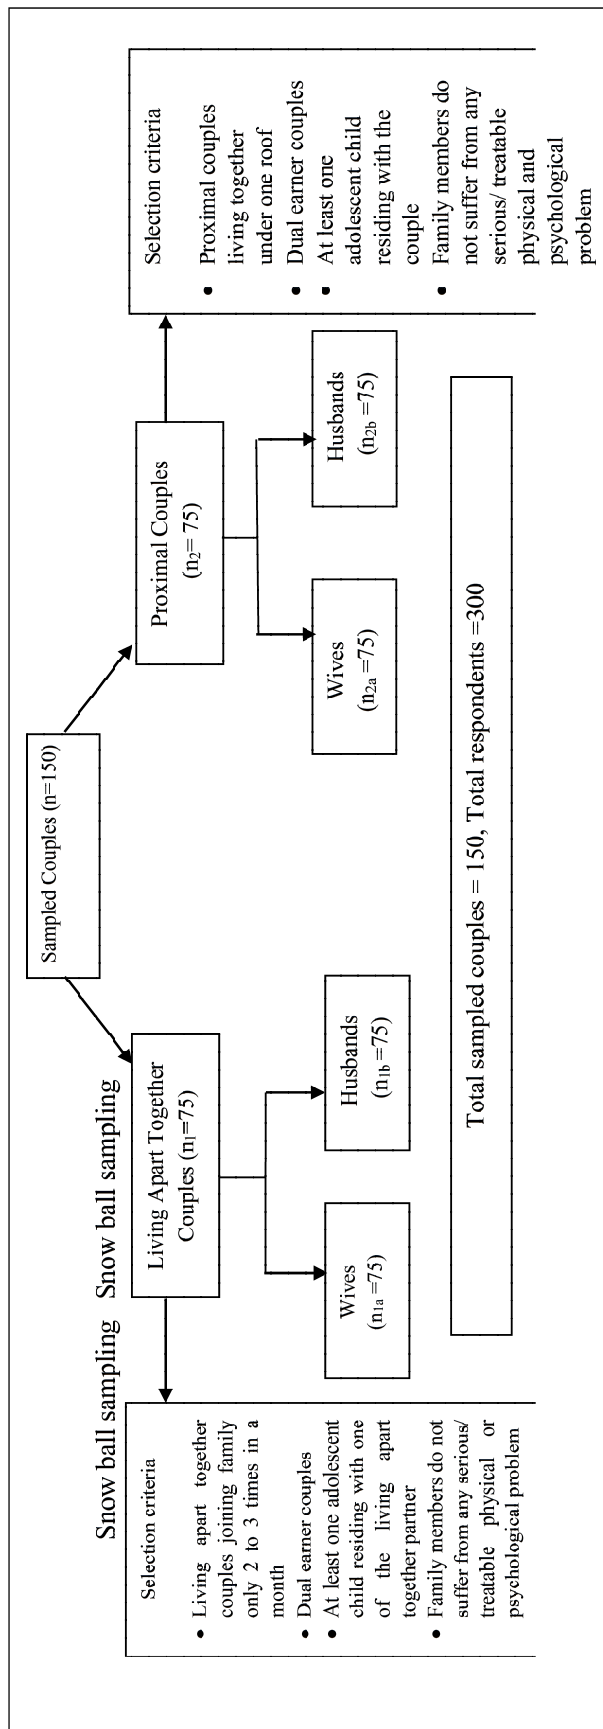 Sampled Couples (n=150)
Snow ball sampling
Snow ball sampling
Living Apart Together
Couples (n1=75)
Proximal Couples
(n2= 75)
Selection criteria
• Living apart together
couples joining family
only 2 to 3 times in a
month
• Dual earner couples
• At least one adolescent
child residing with one
of the living apart
together partner
• Family members do not
suffer from any serious/
treatable physical or
psychological problem
Wives
(n1a =75)
Husbands
(n1b =75)
Wives
(n2a =75)
Husbands
(n2b =75)
Selection criteria
• Proximal couples
living together
under one roof
• Dual earner couples
• At least one
adolescent child
residing with the
couple
• Family members do
not suffer from any
serious/ treatable
physical and
psychological
problem
Total sampled couples = 150, Total respondents =300